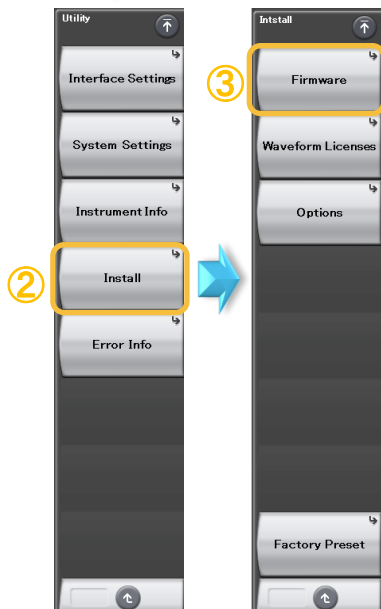 Utility
Interface Settings
System Settings
Instrument Info
② Install
Error Info
Intstall
③ Firmware
Waveform Licenses
Options
Factory Preset